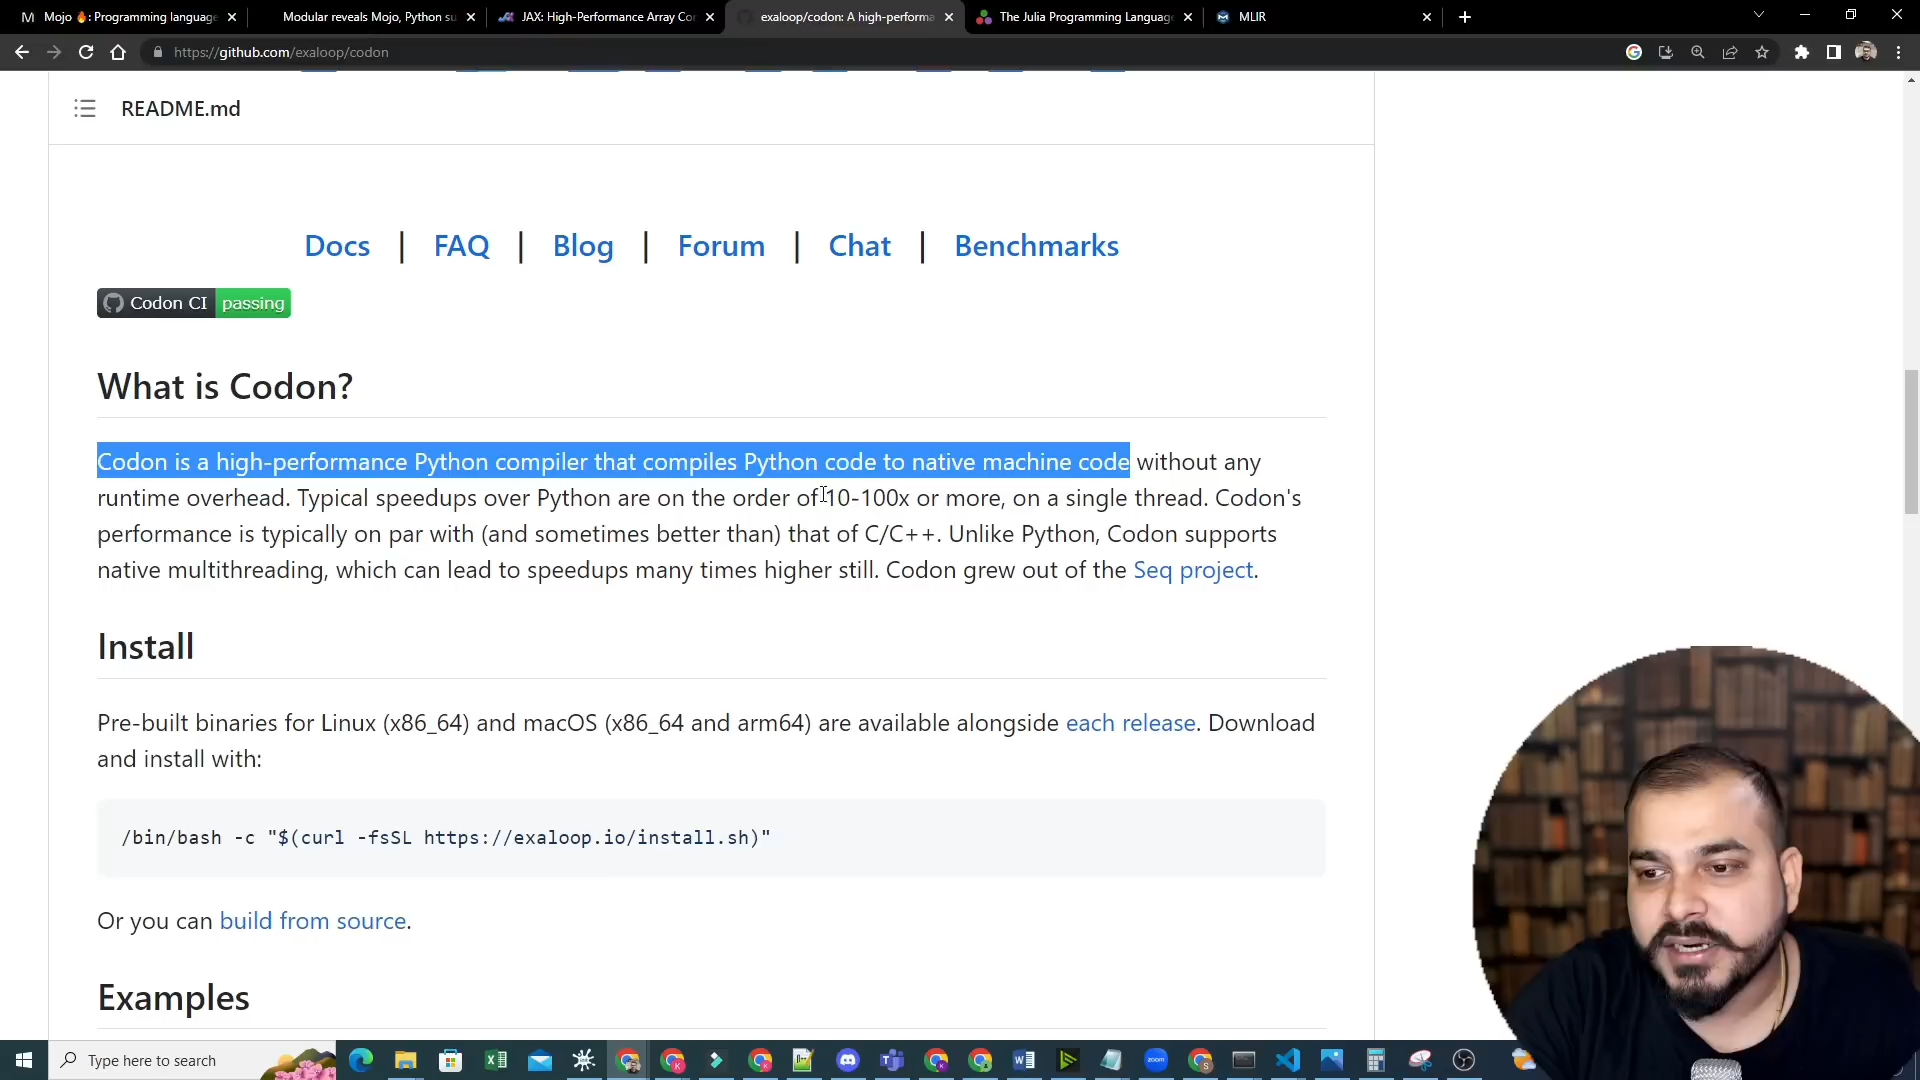 Mojo 🔥: Programming language
Modular reveals Mojo, Python su
JAX: High-Performance Array Cor
exaloop/codon: A high-performa
The Julia Programming Language
MLIR
https://github.com/exaloop/codon
README.md
Docs | FAQ | Blog | Forum | Chat | Benchmarks
Codon CI passing
What is Codon?
Codon is a high-performance Python compiler that compiles Python code to native machine code without any
runtime overhead. Typical speedups over Python are on the order of 10-100x or more, on a single thread. Codon's
performance is typically on par with (and sometimes better than) that of C/C++. Unlike Python, Codon supports
native multithreading, which can lead to speedups many times higher still. Codon grew out of the Seq project.
Install
Pre-built binaries for Linux (x86_64) and macOS (x86_64 and arm64) are available alongside each release. Download
and install with:
/bin/bash -c "$(curl -fsSL https://exaloop.io/install.sh)"
Or you can build from source.
Examples
Type here to search
zoom